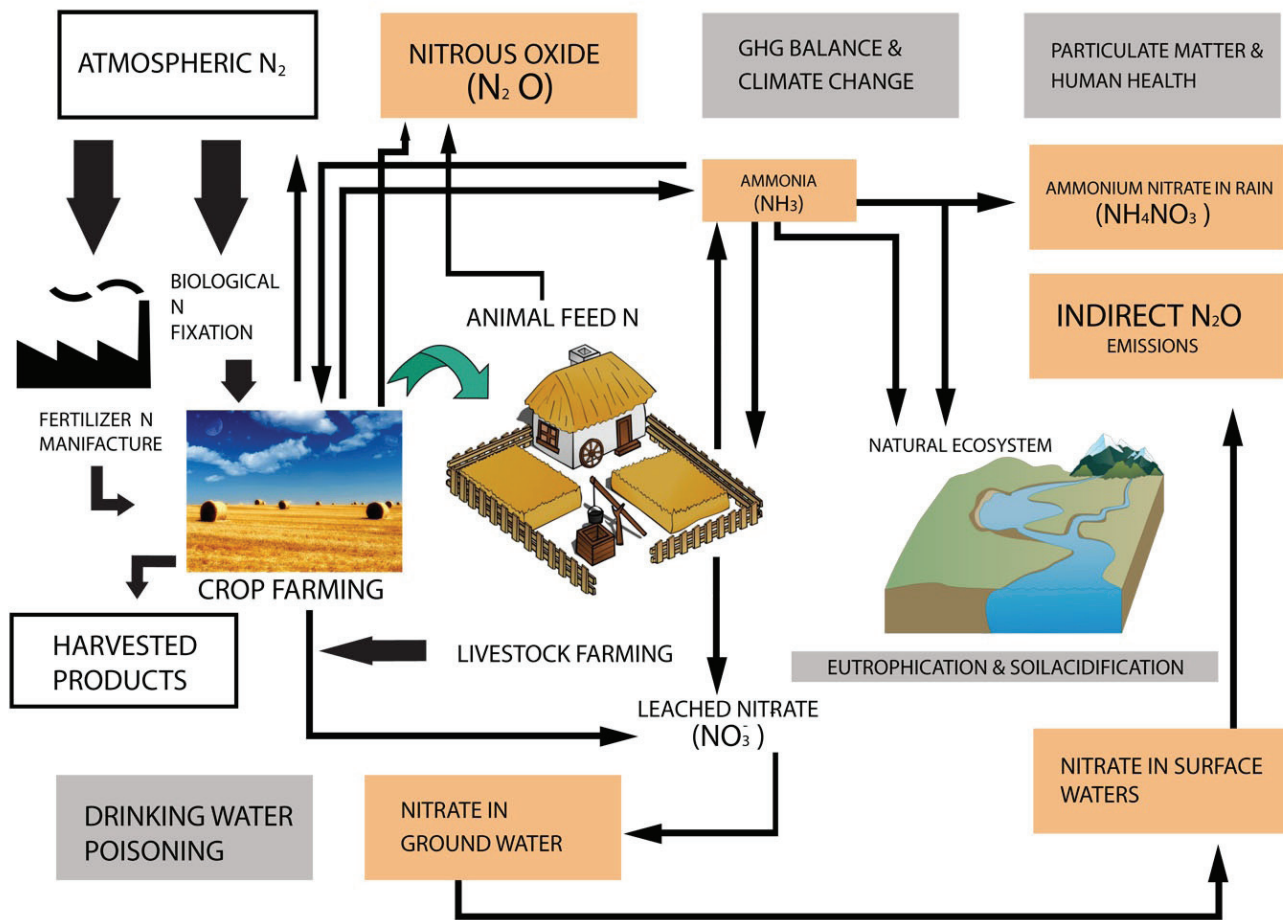 ATMOSPHERIC N₂
NITROUS OXIDE
(N₂ O)
GHG BALANCE &
CLIMATE CHANGE
PARTICULATE MATTER &
HUMAN HEALTH
AMMONIA
(NH₃)
AMMONIUM NITRATE IN RAIN
(NH₄NO₃ )
BIOLOGICAL
N
FIXATION
ANIMAL FEED N
INDIRECT N₂O
EMISSIONS
FERTILIZER N
MANIFACTURE
NATURAL ECOSYSTEM
CROP FARMING
HARVESTED
PRODUCTS
LIVESTOCK FARMING
EUTROPHICATION & SOILACIDIFICATION
LEACHED NITRATE
(NO₃⁻)
NITRATE IN SURFACE
WATERS
DRINKING WATER
POISONING
NITRATE IN
GROUND WATER